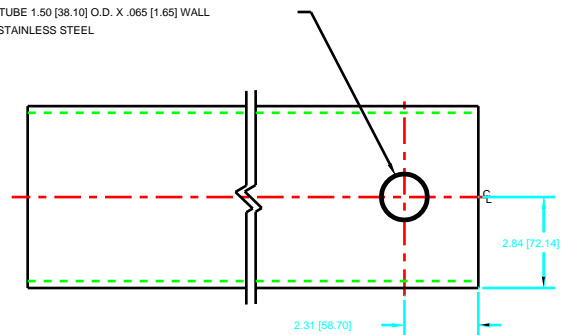 TUBE 1.50 [38.10] O.D. X .065 [1.65] WALL
STAINLESS STEEL
CL
2.84 [72.14]
2.31 [58.70]